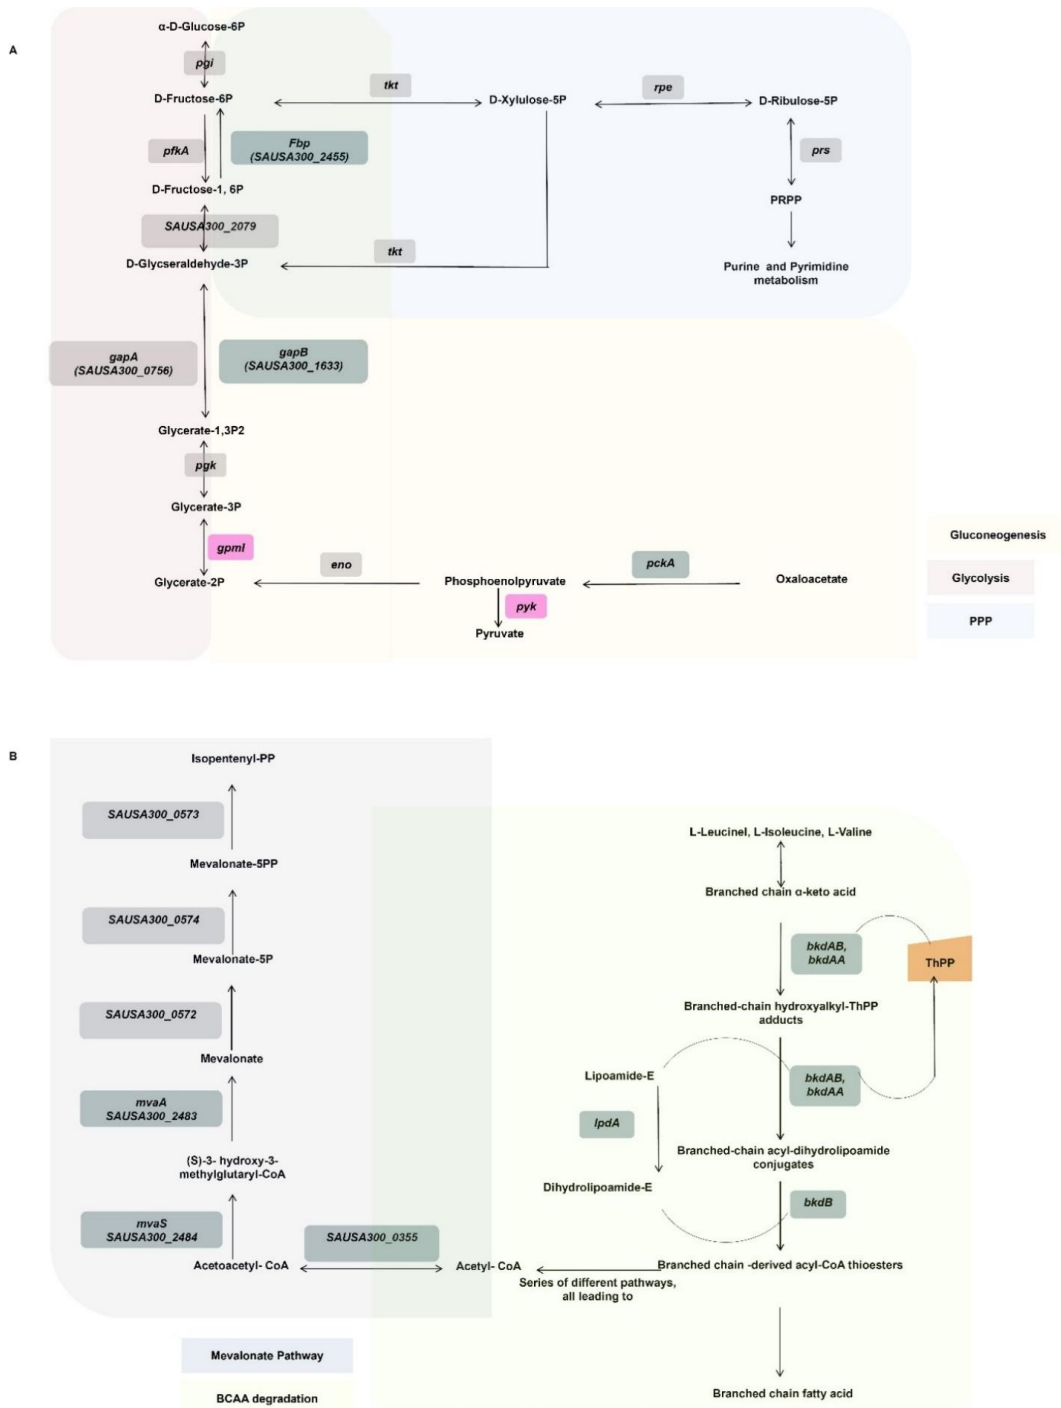 A
α-D-Glucose-6P
pgi
D-Fructose-6P
tkt
D-Xylulose-5P
rpe
D-Ribulose-5P
pfkA
Fbp
(SAUSA300_2455)
prs
D-Fructose-1, 6P
PRPP
SAUSA300_2079
D-Glycseraldehyde-3P
tkt
Purine and Pyrimidine
metabolism
gapA
(SAUSA300_0756)
gapB
(SAUSA300_1633)
Glycerate-1,3P2
pgk
Glycerate-3P
gpmI
Glycerate-2P
eno
Phosphoenolpyruvate
pckA
Oxaloacetate
pyk
Pyruvate
Gluconeogenesis
Glycolysis
PPP
B
Isopentenyl-PP
SAUSA300_0573
Mevalonate-5PP
SAUSA300_0574
Mevalonate-5P
SAUSA300_0572
Mevalonate
mvaA
SAUSA300_2483
(S)-3- hydroxy-3-
methylglutaryl-CoA
mvaS
SAUSA300_2484
Acetoacetyl- CoA
SAUSA300_0355
Acetyl- CoA
L-Leucinel, L-Isoleucine, L-Valine
Branched chain α-keto acid
bkdAB,
bkdAA
ThPP
Branched-chain hydroxyalkyl-ThPP
adducts
Lipoamide-E
bkdAB,
bkdAA
lpdA
Branched-chain acyl-dihydrolipoamide
conjugates
Dihydrolipoamide-E
bkdB
Branched chain -derived acyl-CoA thioesters
Series of different pathways,
all leading to
Branched chain fatty acid
Mevalonate Pathway
BCAA degradation